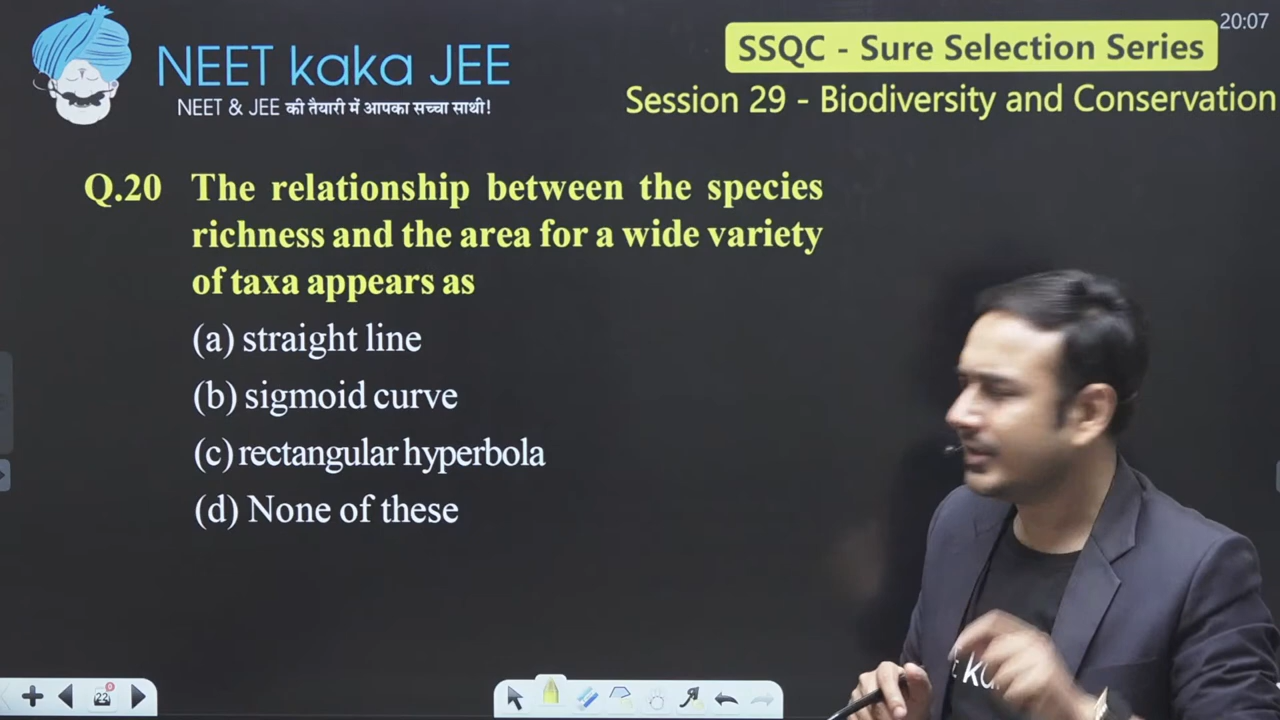 20:07
NEET kaka JEE
NEET & JEE की तैयारी में आपका सच्चा साथी!
SSQC - Sure Selection Series
Session 29 - Biodiversity and Conservation
Q.20 The relationship between the species
richness and the area for a wide variety
of taxa appears as
(a) straight line
(b) sigmoid curve
(c) rectangular hyperbola
(d) None of these
22